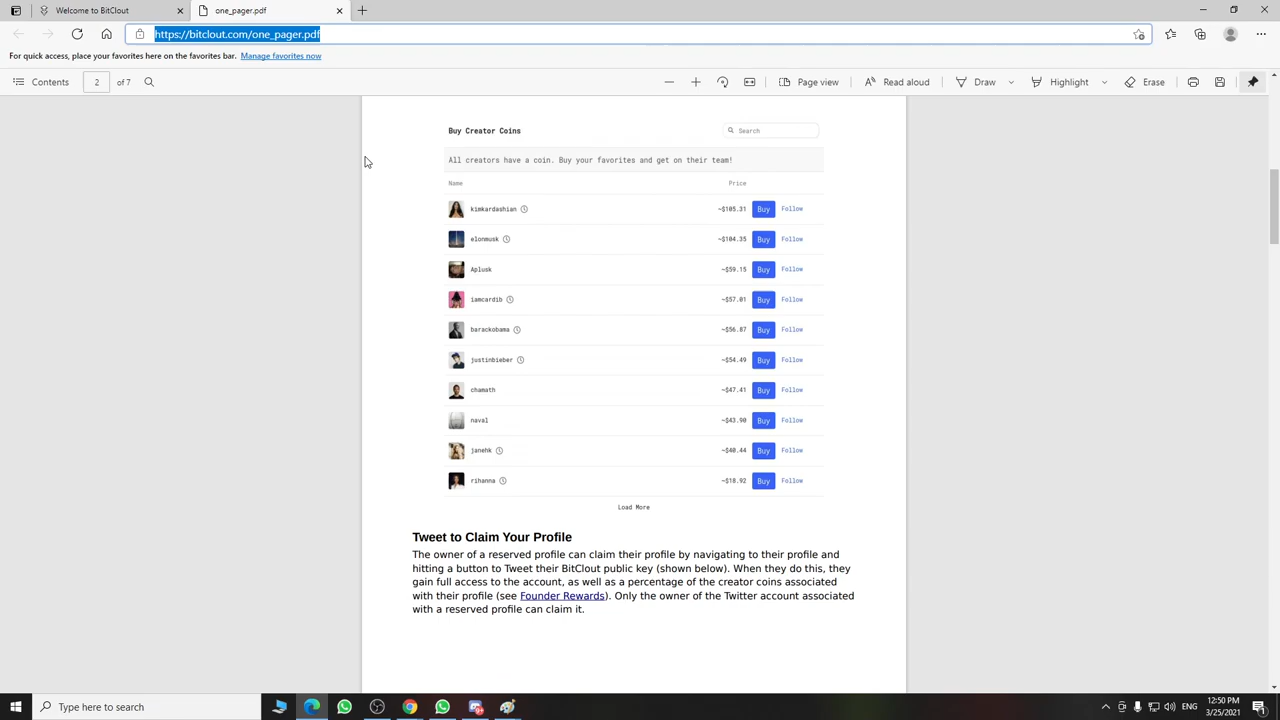 Welcome to BitClout
one_pager.pdf
https://bitclout.com/one_pager.pdf
For quick access, place your favorites here on the favorites bar. Manage favorites now
Contents 2 of 7 Page view Read aloud Draw Highlight Erase
Buy Creator Coins Search
All creators have a coin. Buy your favorites and get on their team!
Name Price
kimkardashian ~$105.31 Buy Follow
elonmusk ~$104.35 Buy Follow
Aplusk ~$59.15 Buy Follow
iamcardib ~$57.01 Buy Follow
barackobama ~$56.87 Buy Follow
justinbieber ~$54.49 Buy Follow
chamath ~$47.41 Buy Follow
naval ~$43.90 Buy Follow
janehk ~$40.44 Buy Follow
rihanna ~$18.92 Buy Follow
Load More
Tweet to Claim Your Profile
The owner of a reserved profile can claim their profile by navigating to their profile and
hitting a button to Tweet their BitClout public key (shown below). When they do this, they
gain full access to the account, as well as a percentage of the creator coins associated
with their profile (see Founder Rewards). Only the owner of the Twitter account associated
with a reserved profile can claim it.
Type here to search
ENG
12:50 PM
3/25/2021